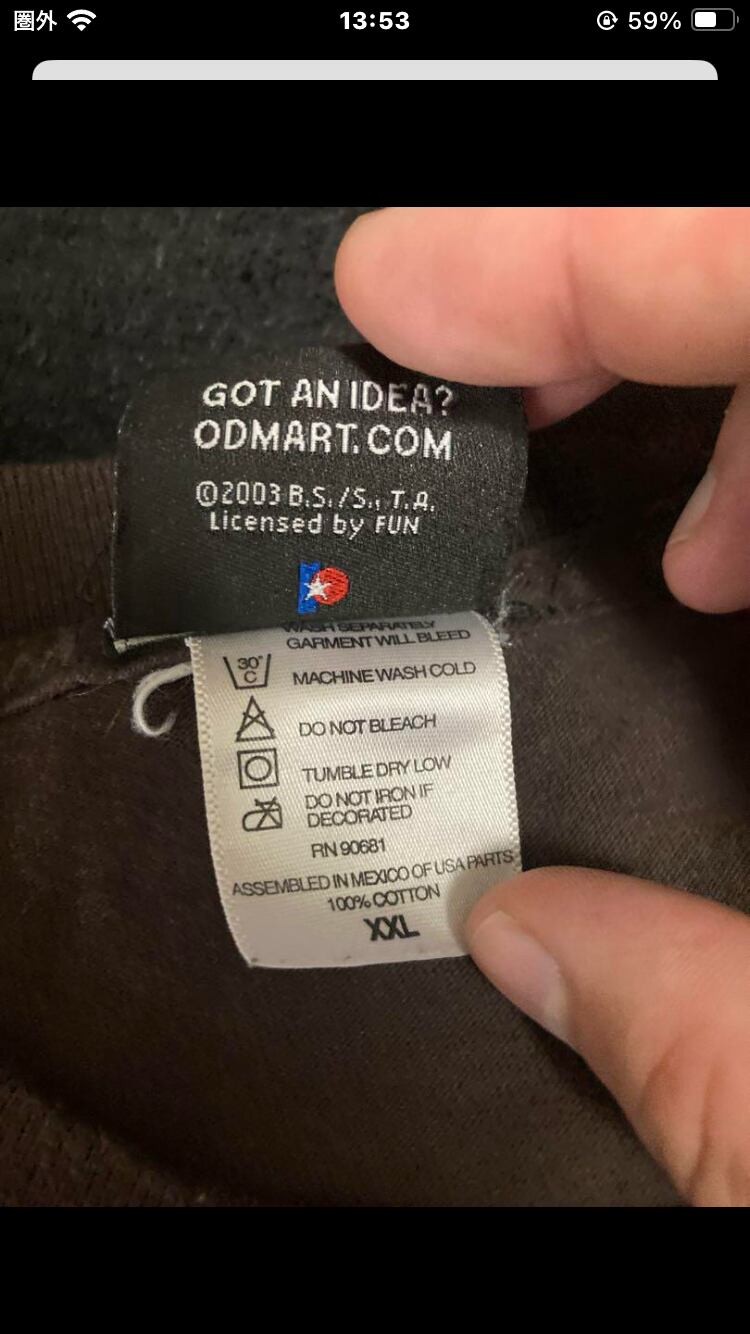 圏外
13:53
59%
GOT AN IDEA?
ODMART.COM
©2003 B.S./S., T.A.
Licensed by FUN
WASH SEPARATELY
GARMENT WILL BLEED
30°
C
MACHINE WASH COLD
DO NOT BLEACH
TUMBLE DRY LOW
DO NOT IRON IF
DECORATED
RN 90681
ASSEMBLED IN MEXICO OF USA PARTS
100% COTTON
XXL